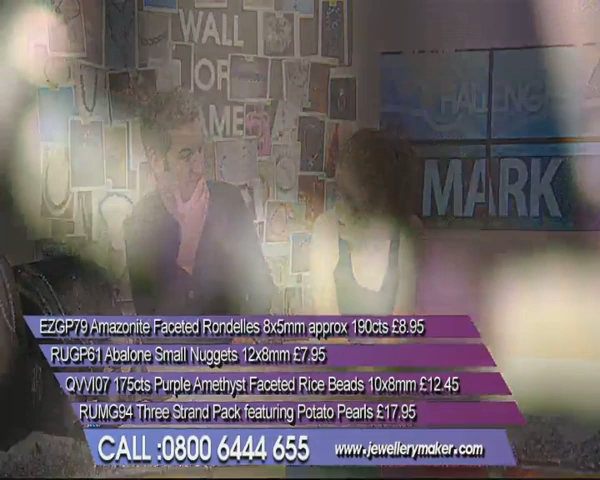 WALL
OF
AME
HALLENG
MARK
EZGP79 Amazonite Faceted Rondelles 8x5mm approx 190cts £8.95
RUGP61 Abalone Small Nuggets 12x8mm £7.95
QVVI07 175cts Purple Amethyst Faceted Rice Beads 10x8mm £12.45
RUMG94 Three Strand Pack featuring Potato Pearls £17.95
CALL :0800 6444 655 www.jewellerymaker.com